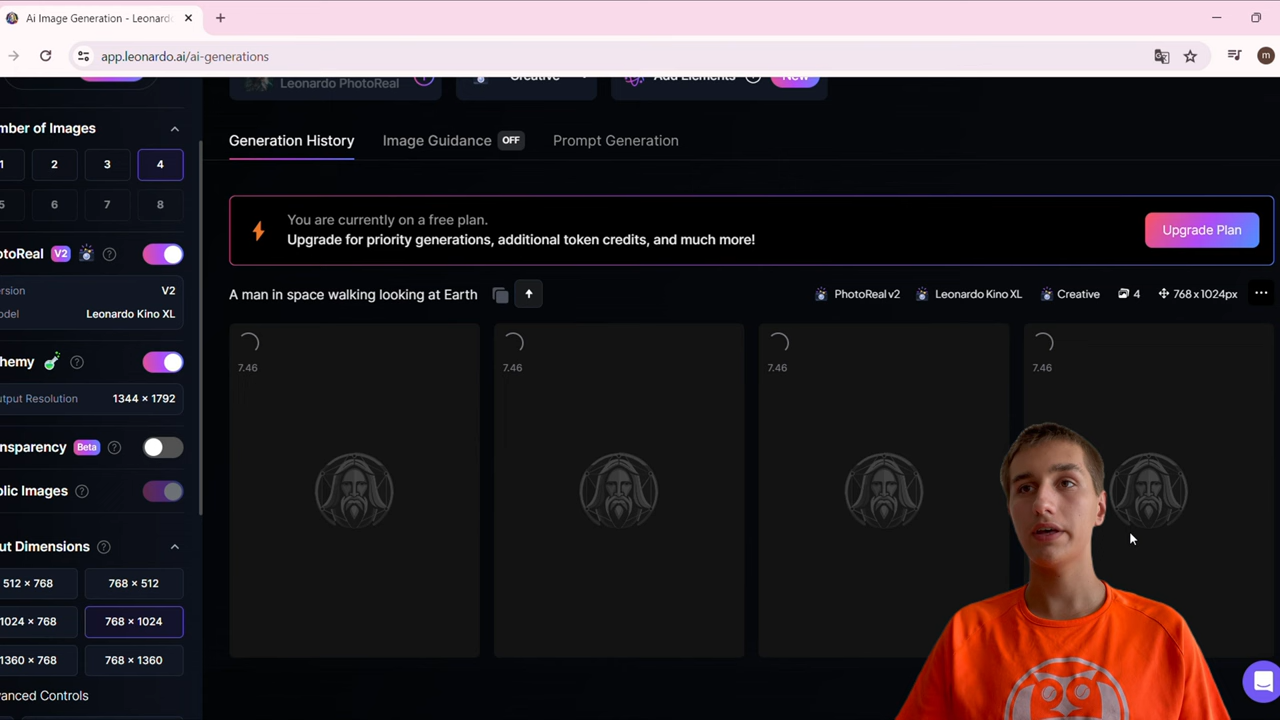 Ai Image Generation - Leonardo
app.leonardo.ai/ai-generations
m
Leonardo PhotoReal
Creative
Add Elements
New
Generation History
Image Guidance OFF
Prompt Generation
mber of Images
1 2 3 4
5 6 7 8
otoReal V2
ersion V2
odel Leonardo Kino XL
hemy
utput Resolution 1344 × 1792
nsparency Beta
blic Images
ut Dimensions
512 × 768 768 × 512
1024 × 768 768 × 1024
1360 × 768 768 × 1360
vanced Controls
You are currently on a free plan.
Upgrade for priority generations, additional token credits, and much more!
Upgrade Plan
A man in space walking looking at Earth
PhotoReal v2 Leonardo Kino XL Creative 4 768 x 1024px
7.46 7.46 7.46 7.46